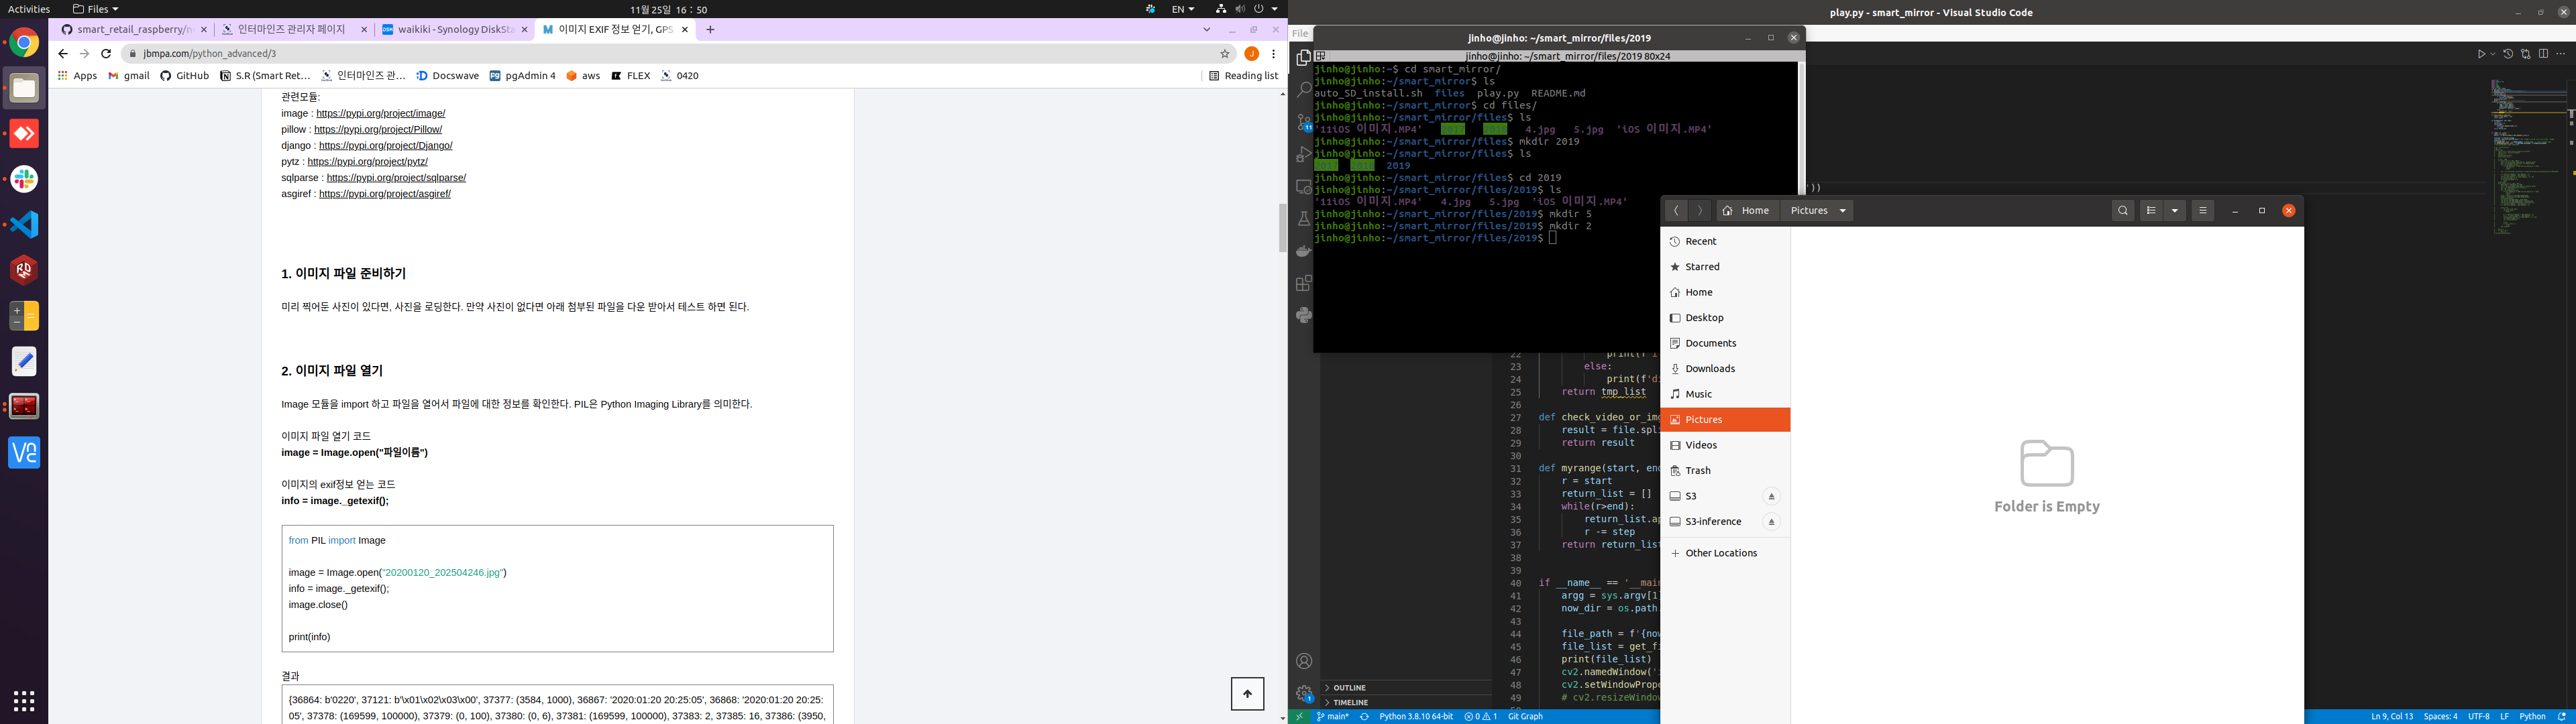 Activities
Files
11월 25일 16 : 50
EN
smart_retail_raspberry/
인터마인즈 관리자 페이지
waikiki - Synology DiskSta
이미지 EXIF 정보 얻기, GPS
jbmpa.com/python_advanced/3
J
Apps
gmail
GitHub
S.R (Smart Ret…
인터마인즈 관…
Docswave
pgAdmin 4
aws
FLEX
0420
Reading list
관련모듈:
image : https://pypi.org/project/image/
pillow : https://pypi.org/project/Pillow/
django : https://pypi.org/project/Django/
pytz : https://pypi.org/project/pytz/
sqlparse : https://pypi.org/project/sqlparse/
asgiref : https://pypi.org/project/asgiref/
1. 이미지 파일 준비하기
미리 찍어둔 사진이 있다면, 사진을 로딩한다. 만약 사진이 없다면 아래 첨부된 파일을 다운 받아서 테스트 하면 된다.
2. 이미지 파일 열기
Image 모듈을 import 하고 파일을 열어서 파일에 대한 정보를 확인한다. PIL은 Python Imaging Library를 의미한다.
이미지 파일 열기 코드
image = Image.open("파일이름")
이미지의 exif정보 얻는 코드
info = image._getexif();
from PIL import Image
image = Image.open("20200120_202504246.jpg")
info = image._getexif();
image.close()
print(info)
결과
{36864: b'0220', 37121: b'\x01\x02\x03\x00', 37377: (3584, 1000), 36867: '2020:01:20 20:25:05', 36868: '2020:01:20 20:25:
05', 37378: (169599, 100000), 37379: (0, 100), 37380: (0, 6), 37381: (169599, 100000), 37383: 2, 37385: 16, 37386: (3950,
play.py - smart_mirror - Visual Studio Code
File
jinho@jinho: ~/smart_mirror/files/2019
jinho@jinho: ~/smart_mirror/files/2019 80x24
jinho@jinho:~$ cd smart_mirror/
jinho@jinho:~/smart_mirror$ ls
auto_SD_install.sh files play.py README.md
jinho@jinho:~/smart_mirror$ cd files/
jinho@jinho:~/smart_mirror/files$ ls
'11iOS 이미지.MP4' 4.jpg 5.jpg 'iOS 이미지.MP4'
jinho@jinho:~/smart_mirror/files$ mkdir 2019
jinho@jinho:~/smart_mirror/files$ ls
2019
jinho@jinho:~/smart_mirror/files$ cd 2019
jinho@jinho:~/smart_mirror/files/2019$ ls
'11iOS 이미지.MP4' 4.jpg 5.jpg 'iOS 이미지.MP4'
jinho@jinho:~/smart_mirror/files/2019$ mkdir 5
jinho@jinho:~/smart_mirror/files/2019$ mkdir 2
jinho@jinho:~/smart_mirror/files/2019$
'))
11
Home
Pictures
Recent
Starred
Home
Desktop
Documents
Downloads
Music
Pictures
Videos
Trash
S3
S3-inference
Other Locations
Folder is Empty
22
23 else:
24 print(f'di
25 return tmp_list
26
27 def check_video_or_img
28 result = file.spli
29 return result
30
31 def myrange(start, end
32 r = start
33 return_list = []
34 while(r>end):
35 return_list.ap
36 r -= step
37 return return_list
38
39
40 if __name__ == '__mai
41 argg = sys.argv[1]
42 now_dir = os.path.
43
44 file_path = f'{now
45 file_list = get_fi
46 print(file_list)
47 cv2.namedWindow('
48 cv2.setWindowPrope
49 # cv2.resizeWindow
OUTLINE
TIMELINE
1
main*
Python 3.8.10 64-bit
0 1
Git Graph
Ln 9, Col 13
Spaces: 4
UTF-8
LF
Python